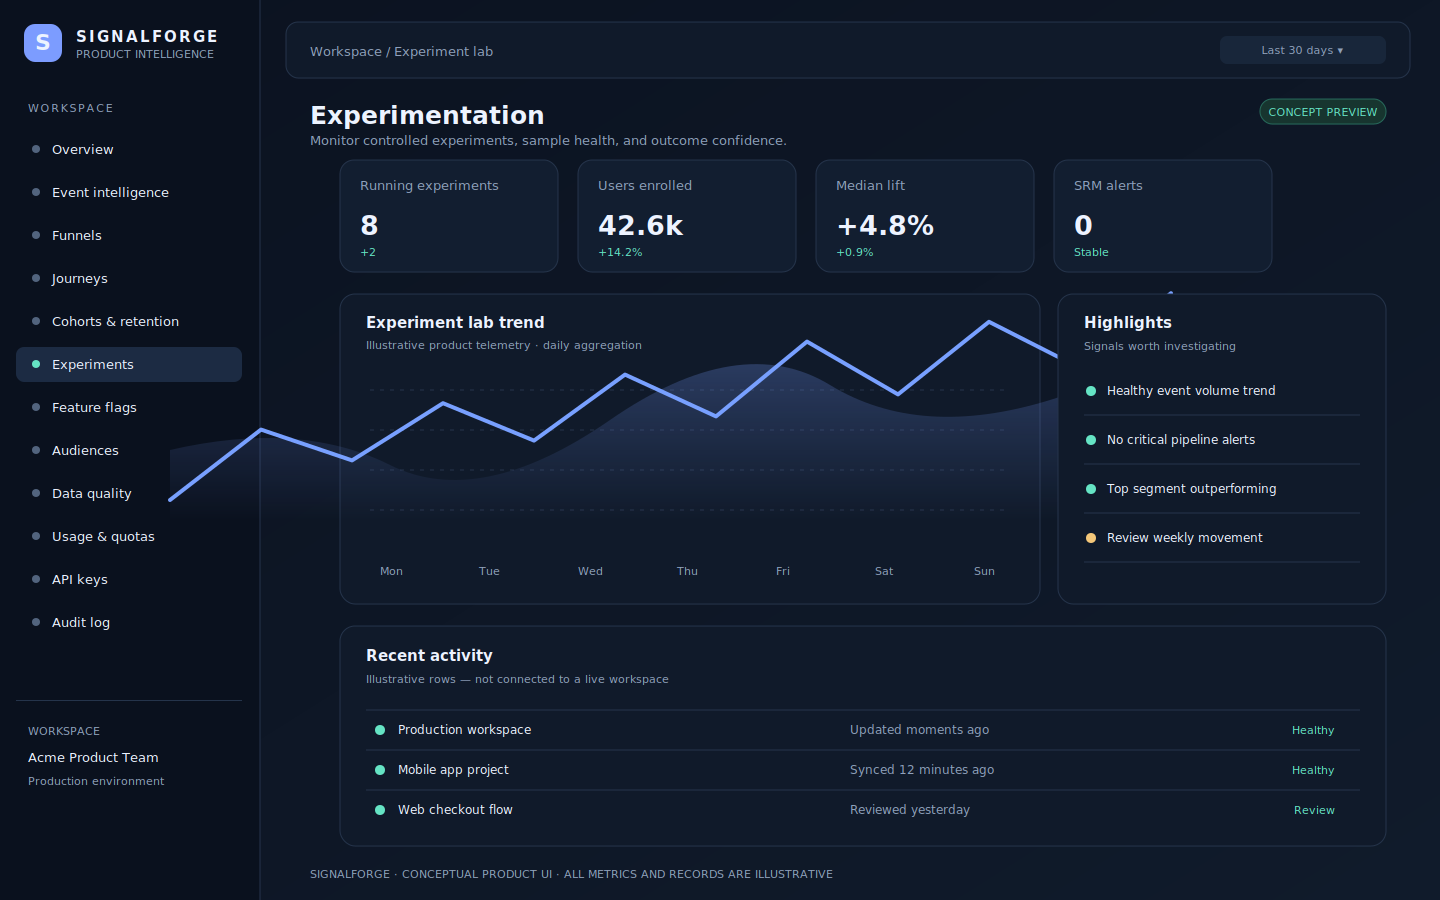 S
SIGNALFORGE
PRODUCT INTELLIGENCE
WORKSPACE
Overview
Event intelligence
Funnels
Journeys
Cohorts & retention
Experiments
Feature flags
Audiences
Data quality
Usage & quotas
API keys
Audit log
WORKSPACE
Acme Product Team
Production environment
Workspace / Experiment lab
Last 30 days ▾
Experimentation
CONCEPT PREVIEW
Monitor controlled experiments, sample health, and outcome confidence.
Running experiments
8
+2
Users enrolled
42.6k
+14.2%
Median lift
+4.8%
+0.9%
SRM alerts
0
Stable
Experiment lab trend
Illustrative product telemetry · daily aggregation
Mon Tue Wed Thu Fri Sat Sun
Highlights
Signals worth investigating
Healthy event volume trend
No critical pipeline alerts
Top segment outperforming
Review weekly movement
Recent activity
Illustrative rows — not connected to a live workspace
Production workspace Updated moments ago Healthy
Mobile app project Synced 12 minutes ago Healthy
Web checkout flow Reviewed yesterday Review
SIGNALFORGE · CONCEPTUAL PRODUCT UI · ALL METRICS AND RECORDS ARE ILLUSTRATIVE